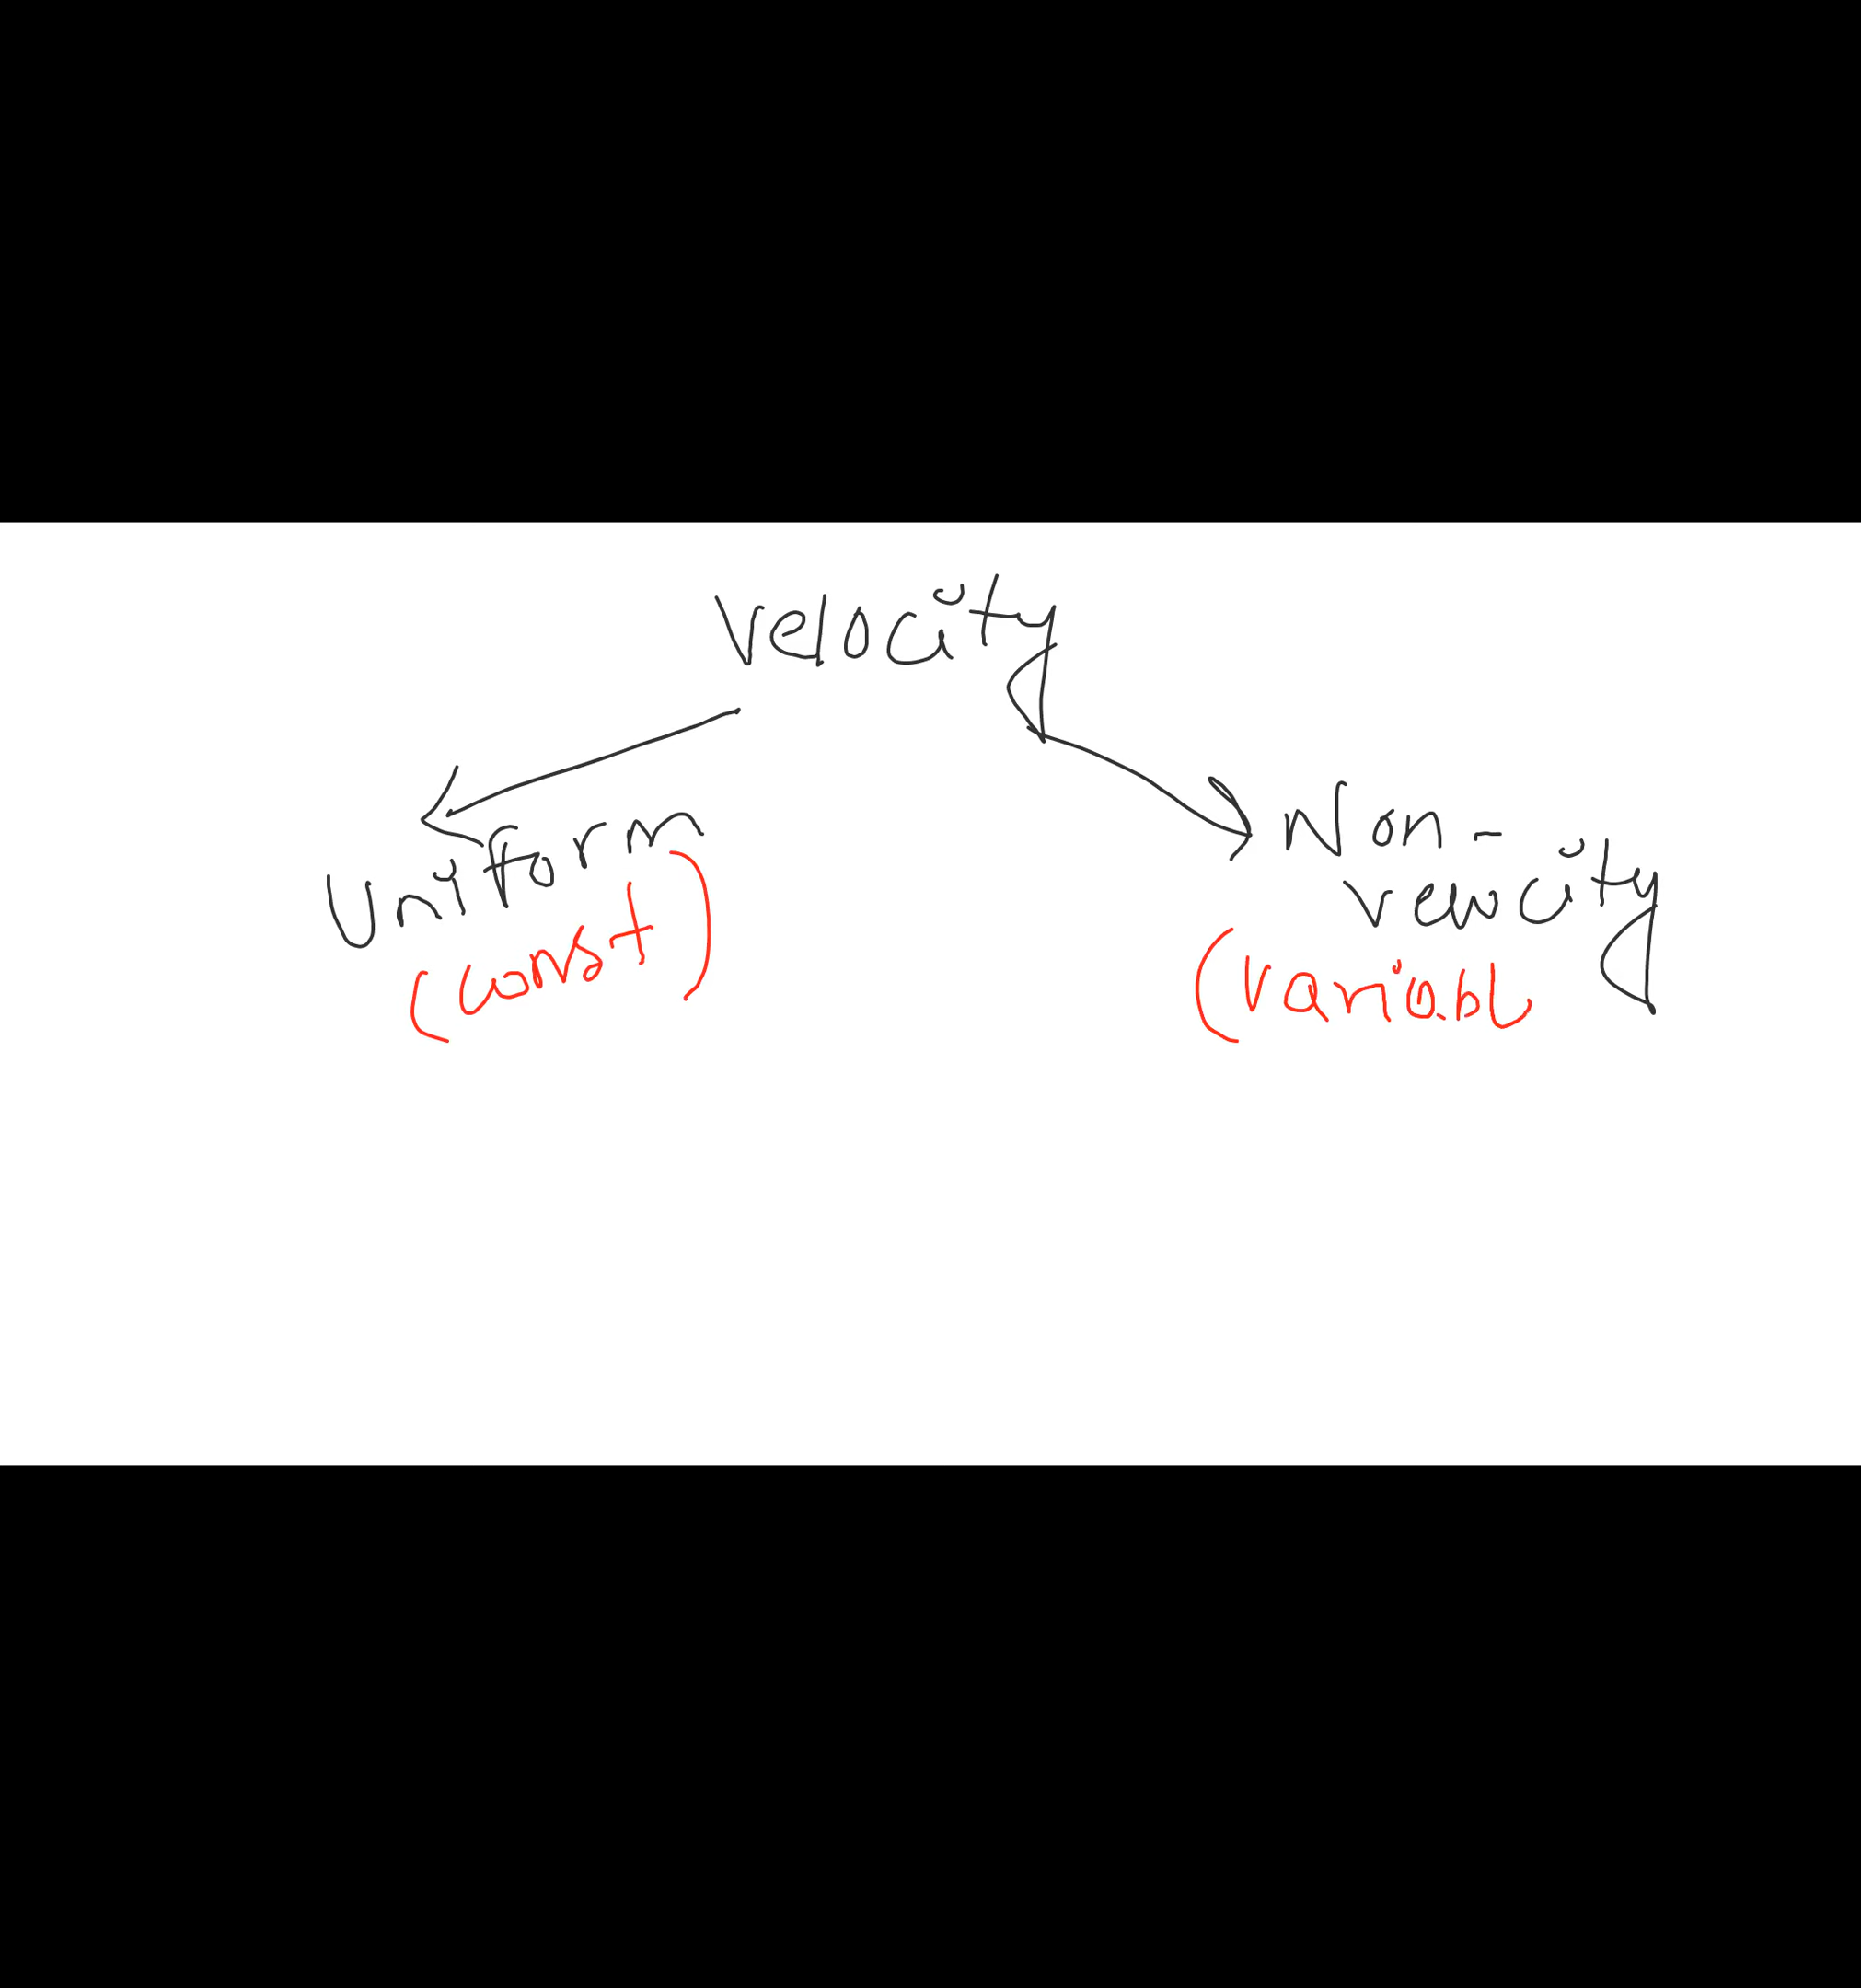 Velocity
Uniform
(const)
Non -
velocity
(Variabl